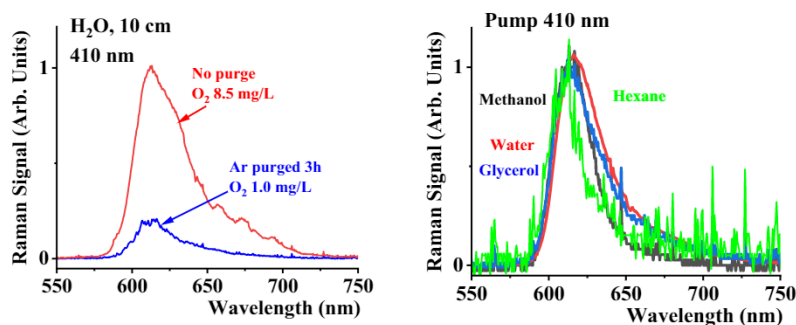 H₂O, 10 cm
410 nm
No purge
O₂ 8.5 mg/L
Ar purged 3h
O₂ 1.0 mg/L
Raman Signal (Arb. Units)
1
0
550 600 650 700 750
Wavelength (nm)
Pump 410 nm
Methanol
Hexane
Water
Glycerol
Raman Signal (Arb. Units)
1
0
550 600 650 700 750
Wavelength (nm)